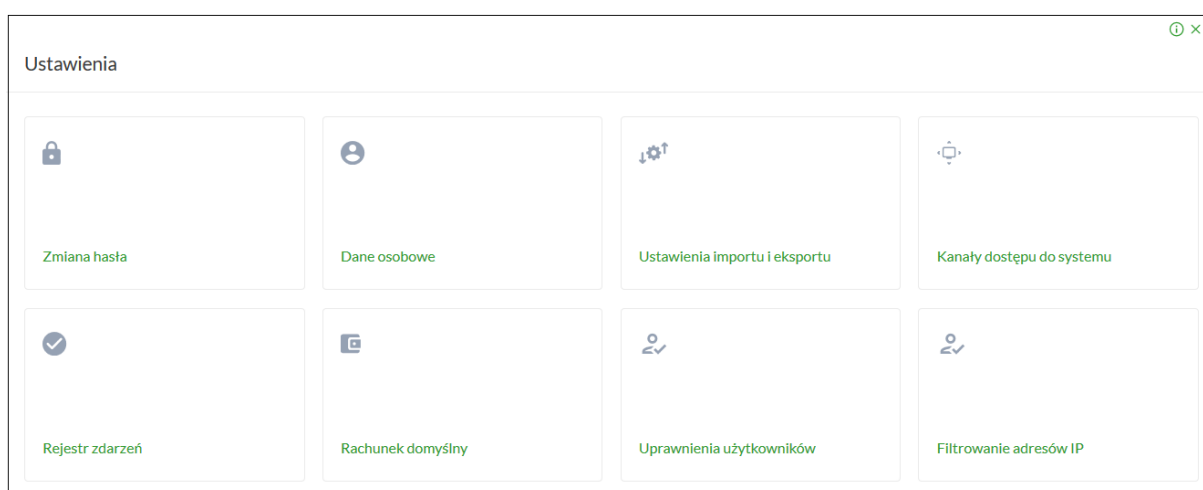 Ustawienia
Zmiana hasła
Dane osobowe
Ustawienia importu i eksportu
Kanały dostępu do systemu
Rejestr zdarzeń
Rachunek domyślny
Uprawnienia użytkowników
Filtrowanie adresów IP